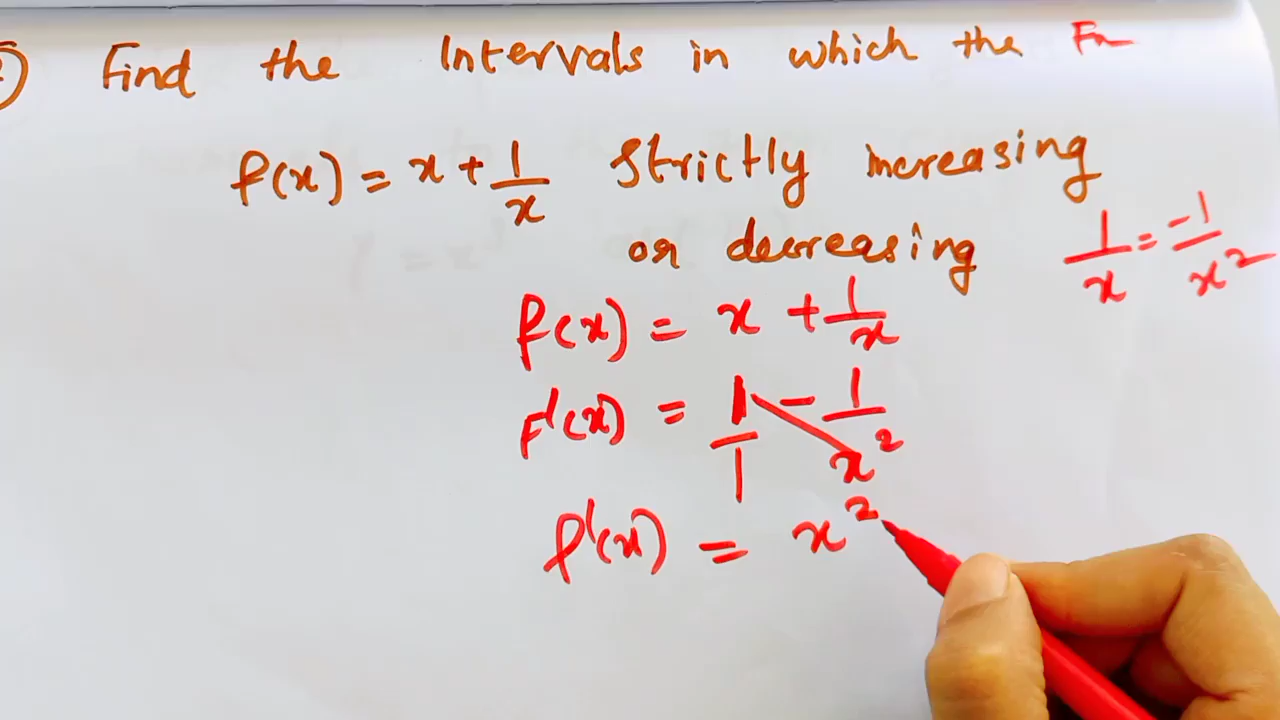 Find the Intervals in which the Fn
f(x) = x + 1/x Strictly increasing
or decreasing
1/x = -1/x²
f(x) = x + 1/x
F'(x) = 1/1 - 1/x²
f'(x) = x²